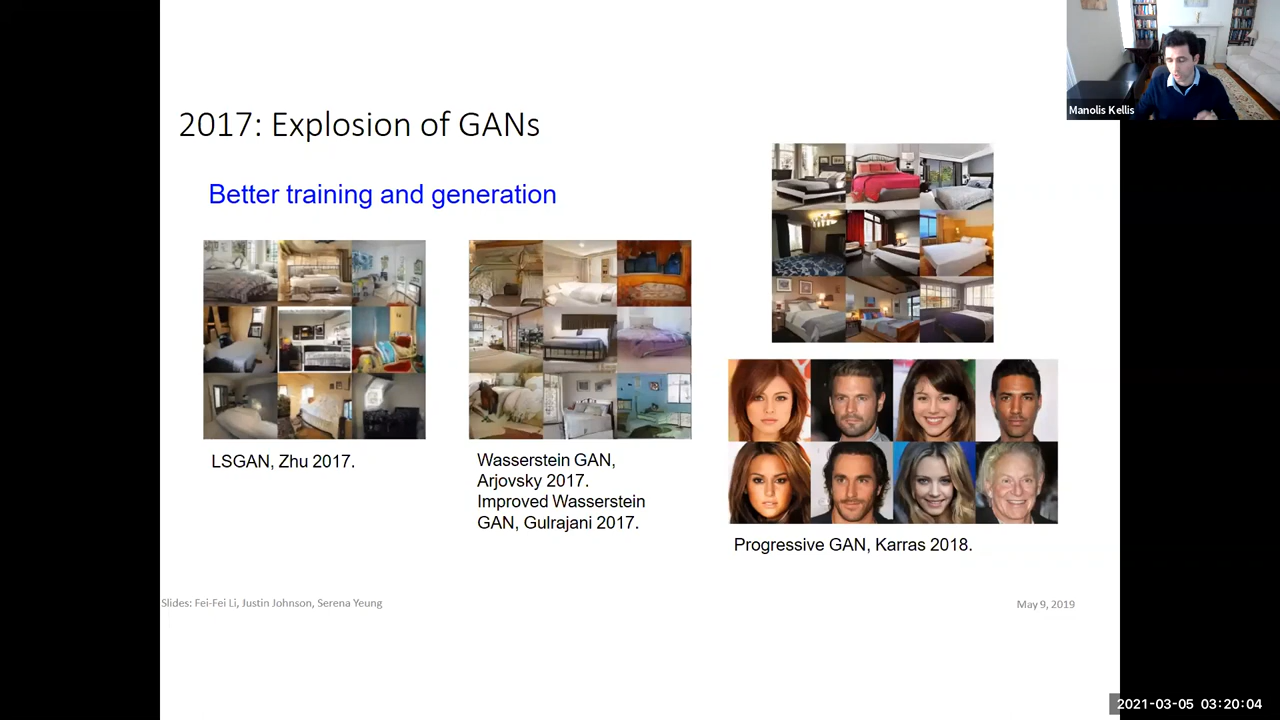 Manolis Kellis
2017: Explosion of GANs
Better training and generation
LSGAN, Zhu 2017.
Wasserstein GAN,
Arjovsky 2017.
Improved Wasserstein
GAN, Gulrajani 2017.
Progressive GAN, Karras 2018.
Slides: Fei-Fei Li, Justin Johnson, Serena Yeung
May 9, 2019
2021-03-05 03:20:04